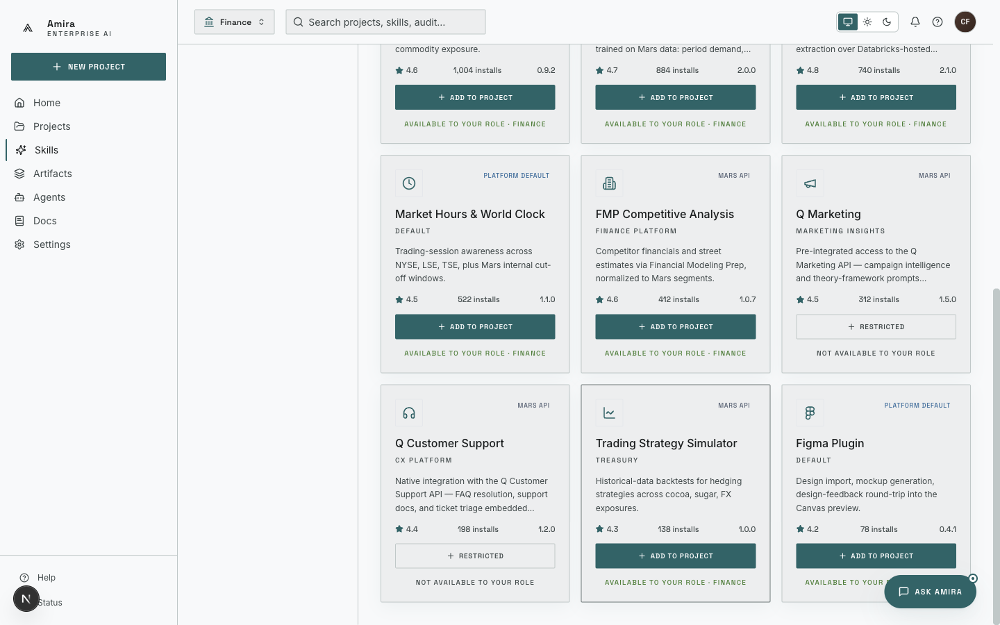 Amira
ENTERPRISE AI
NEW PROJECT
Home
Projects
Skills
Artifacts
Agents
Docs
Settings
Help
N
Status
Finance
Search projects, skills, audit...
CF
commodity exposure.
4.6
1,004 installs
0.9.2
ADD TO PROJECT
AVAILABLE TO YOUR ROLE · FINANCE
trained on Mars data: period demand,...
4.7
884 installs
2.0.0
ADD TO PROJECT
AVAILABLE TO YOUR ROLE · FINANCE
extraction over Databricks-hosted...
4.8
740 installs
2.1.0
ADD TO PROJECT
AVAILABLE TO YOUR ROLE · FINANCE
PLATFORM DEFAULT
Market Hours & World Clock
DEFAULT
Trading-session awareness across
NYSE, LSE, TSE, plus Mars internal cut-
off windows.
4.5
522 installs
1.1.0
ADD TO PROJECT
AVAILABLE TO YOUR ROLE · FINANCE
MARS API
FMP Competitive Analysis
FINANCE PLATFORM
Competitor financials and street
estimates via Financial Modeling Prep,
normalized to Mars segments.
4.6
412 installs
1.0.7
ADD TO PROJECT
AVAILABLE TO YOUR ROLE · FINANCE
MARS API
Q Marketing
MARKETING INSIGHTS
Pre-integrated access to the Q
Marketing API — campaign intelligence
and theory-framework prompts...
4.5
312 installs
1.5.0
RESTRICTED
NOT AVAILABLE TO YOUR ROLE
MARS API
Q Customer Support
CX PLATFORM
Native integration with the Q Customer
Support API — FAQ resolution, support
docs, and ticket triage embedded...
4.4
198 installs
1.2.0
RESTRICTED
NOT AVAILABLE TO YOUR ROLE
MARS API
Trading Strategy Simulator
TREASURY
Historical-data backtests for hedging
strategies across cocoa, sugar, FX
exposures.
4.3
138 installs
1.0.0
ADD TO PROJECT
AVAILABLE TO YOUR ROLE · FINANCE
PLATFORM DEFAULT
Figma Plugin
DEFAULT
Design import, mockup generation,
design-feedback round-trip into the
Canvas preview.
4.2
78 installs
0.4.1
ADD TO PROJECT
AVAILABLE TO YOUR
ASK AMIRA